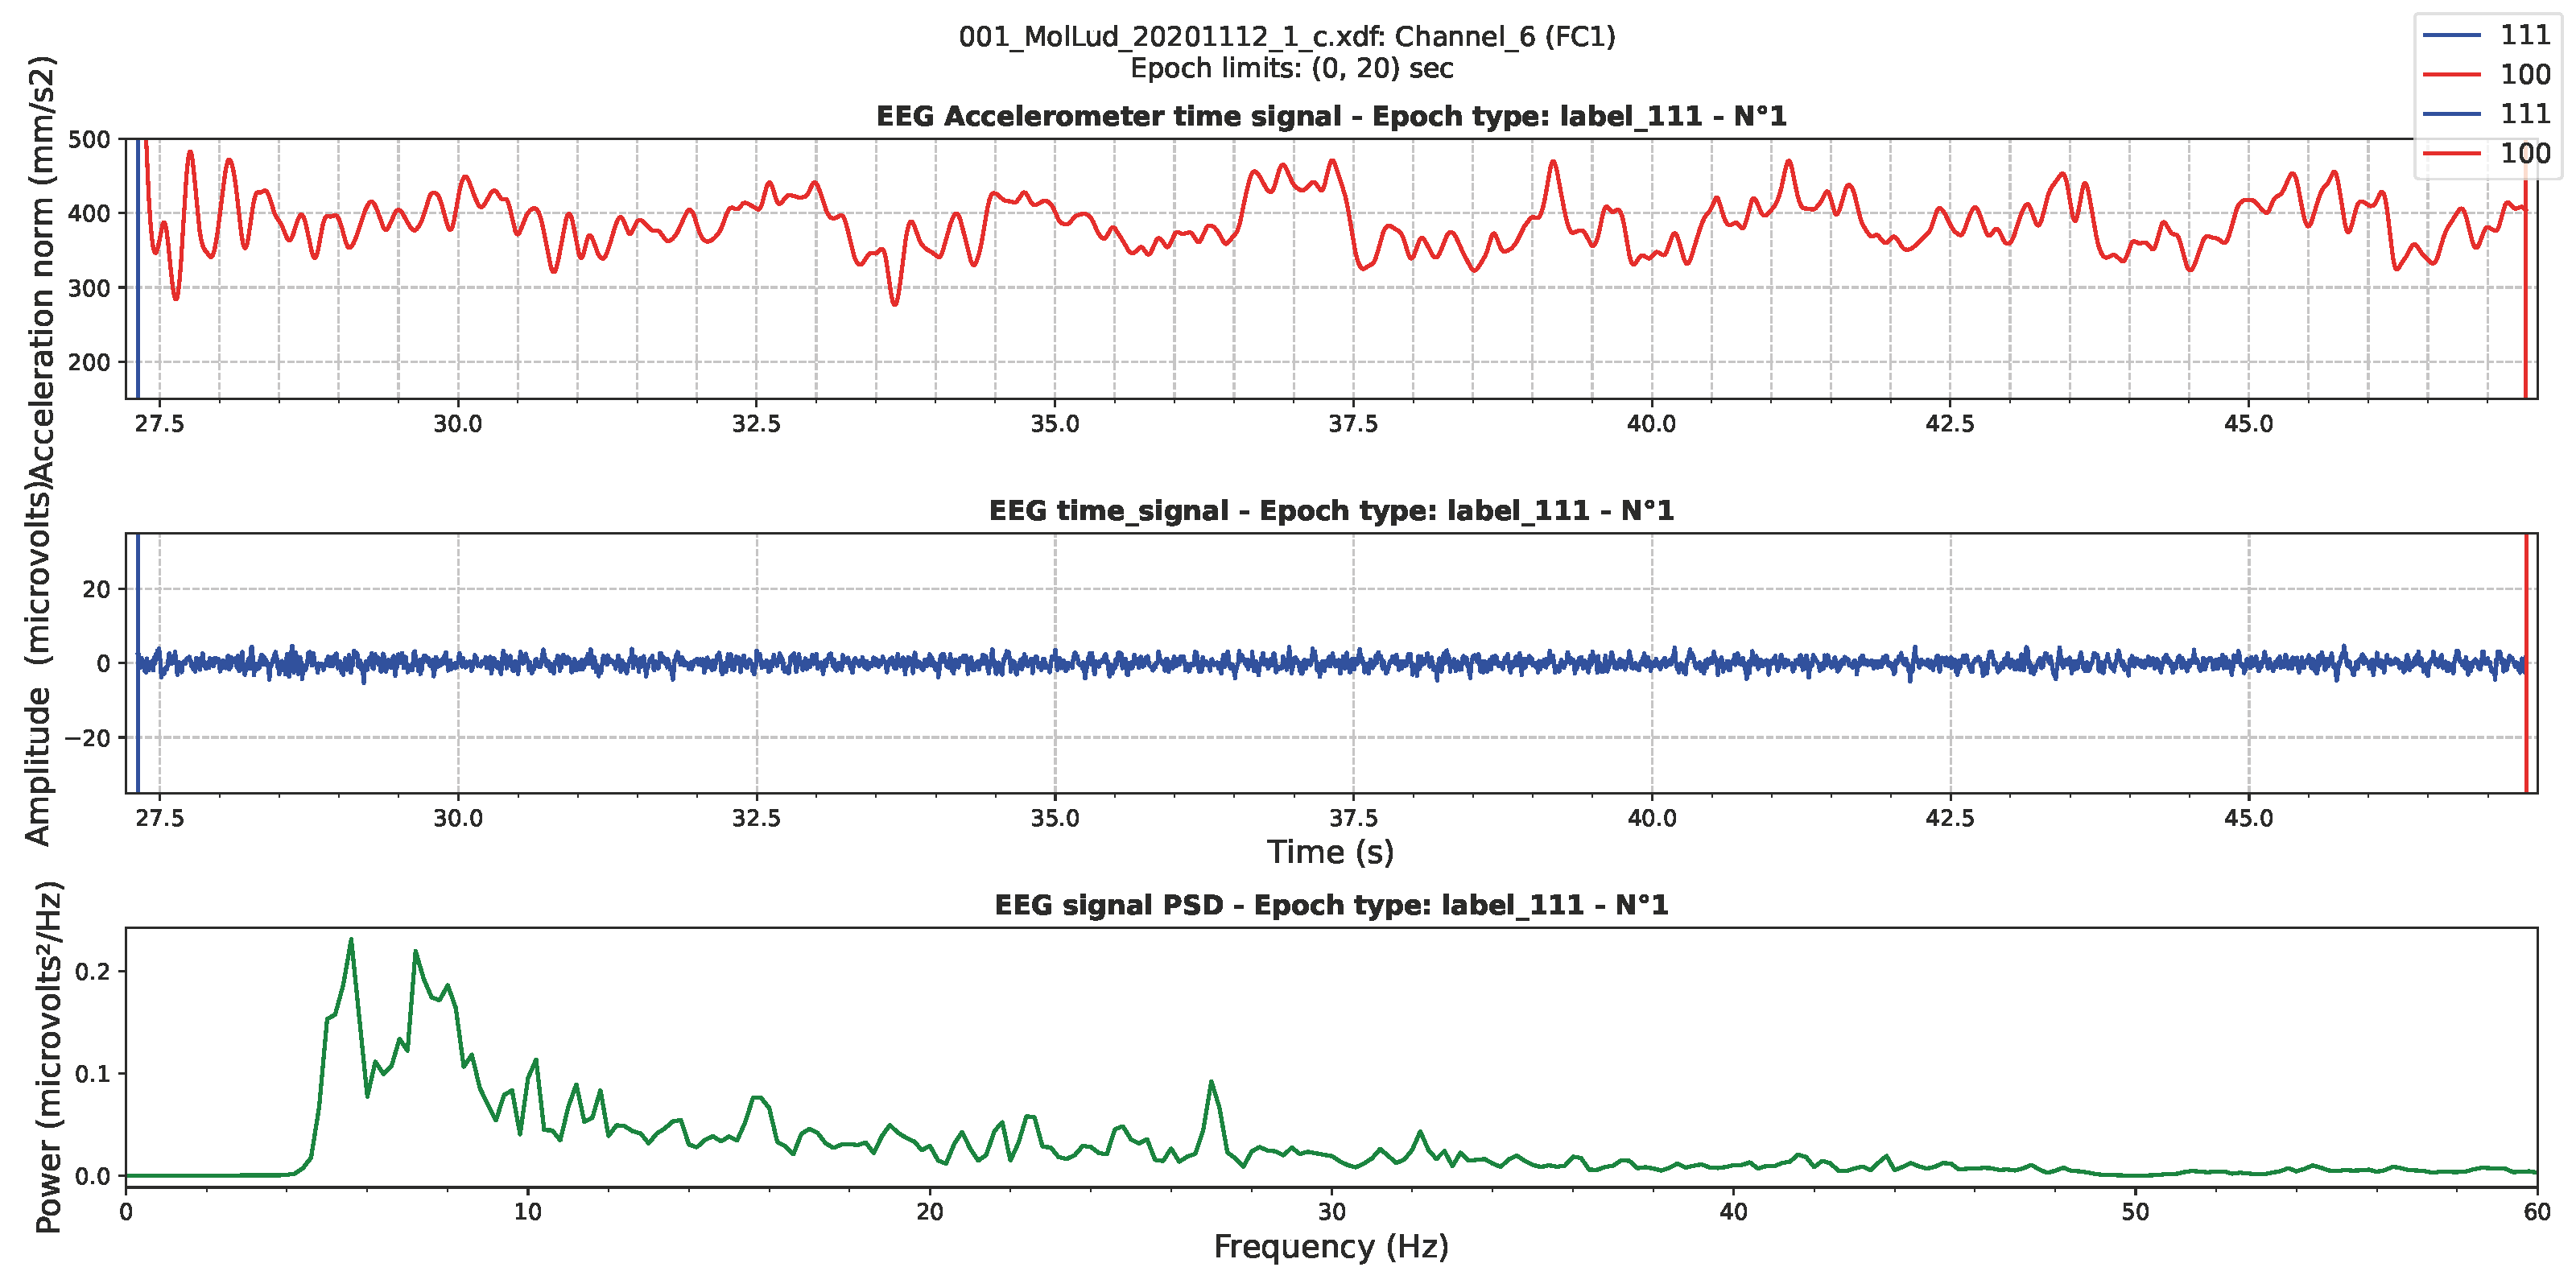 001_MolLud_20201112_1_c.xdf: Channel_6 (FC1)
Epoch limits: (0, 20) sec
111
100
111
100
EEG Accelerometer time signal - Epoch type: label_111 - N°1
Acceleration norm (mm/s2)
500
400
300
200
27.5 30.0 32.5 35.0 37.5 40.0 42.5 45.0
EEG time_signal - Epoch type: label_111 - N°1
Amplitude (microvolts)
20
0
−20
27.5 30.0 32.5 35.0 37.5 40.0 42.5 45.0
Time (s)
EEG signal PSD - Epoch type: label_111 - N°1
Power (microvolts²/Hz)
0.2
0.1
0.0
0 10 20 30 40 50 60
Frequency (Hz)